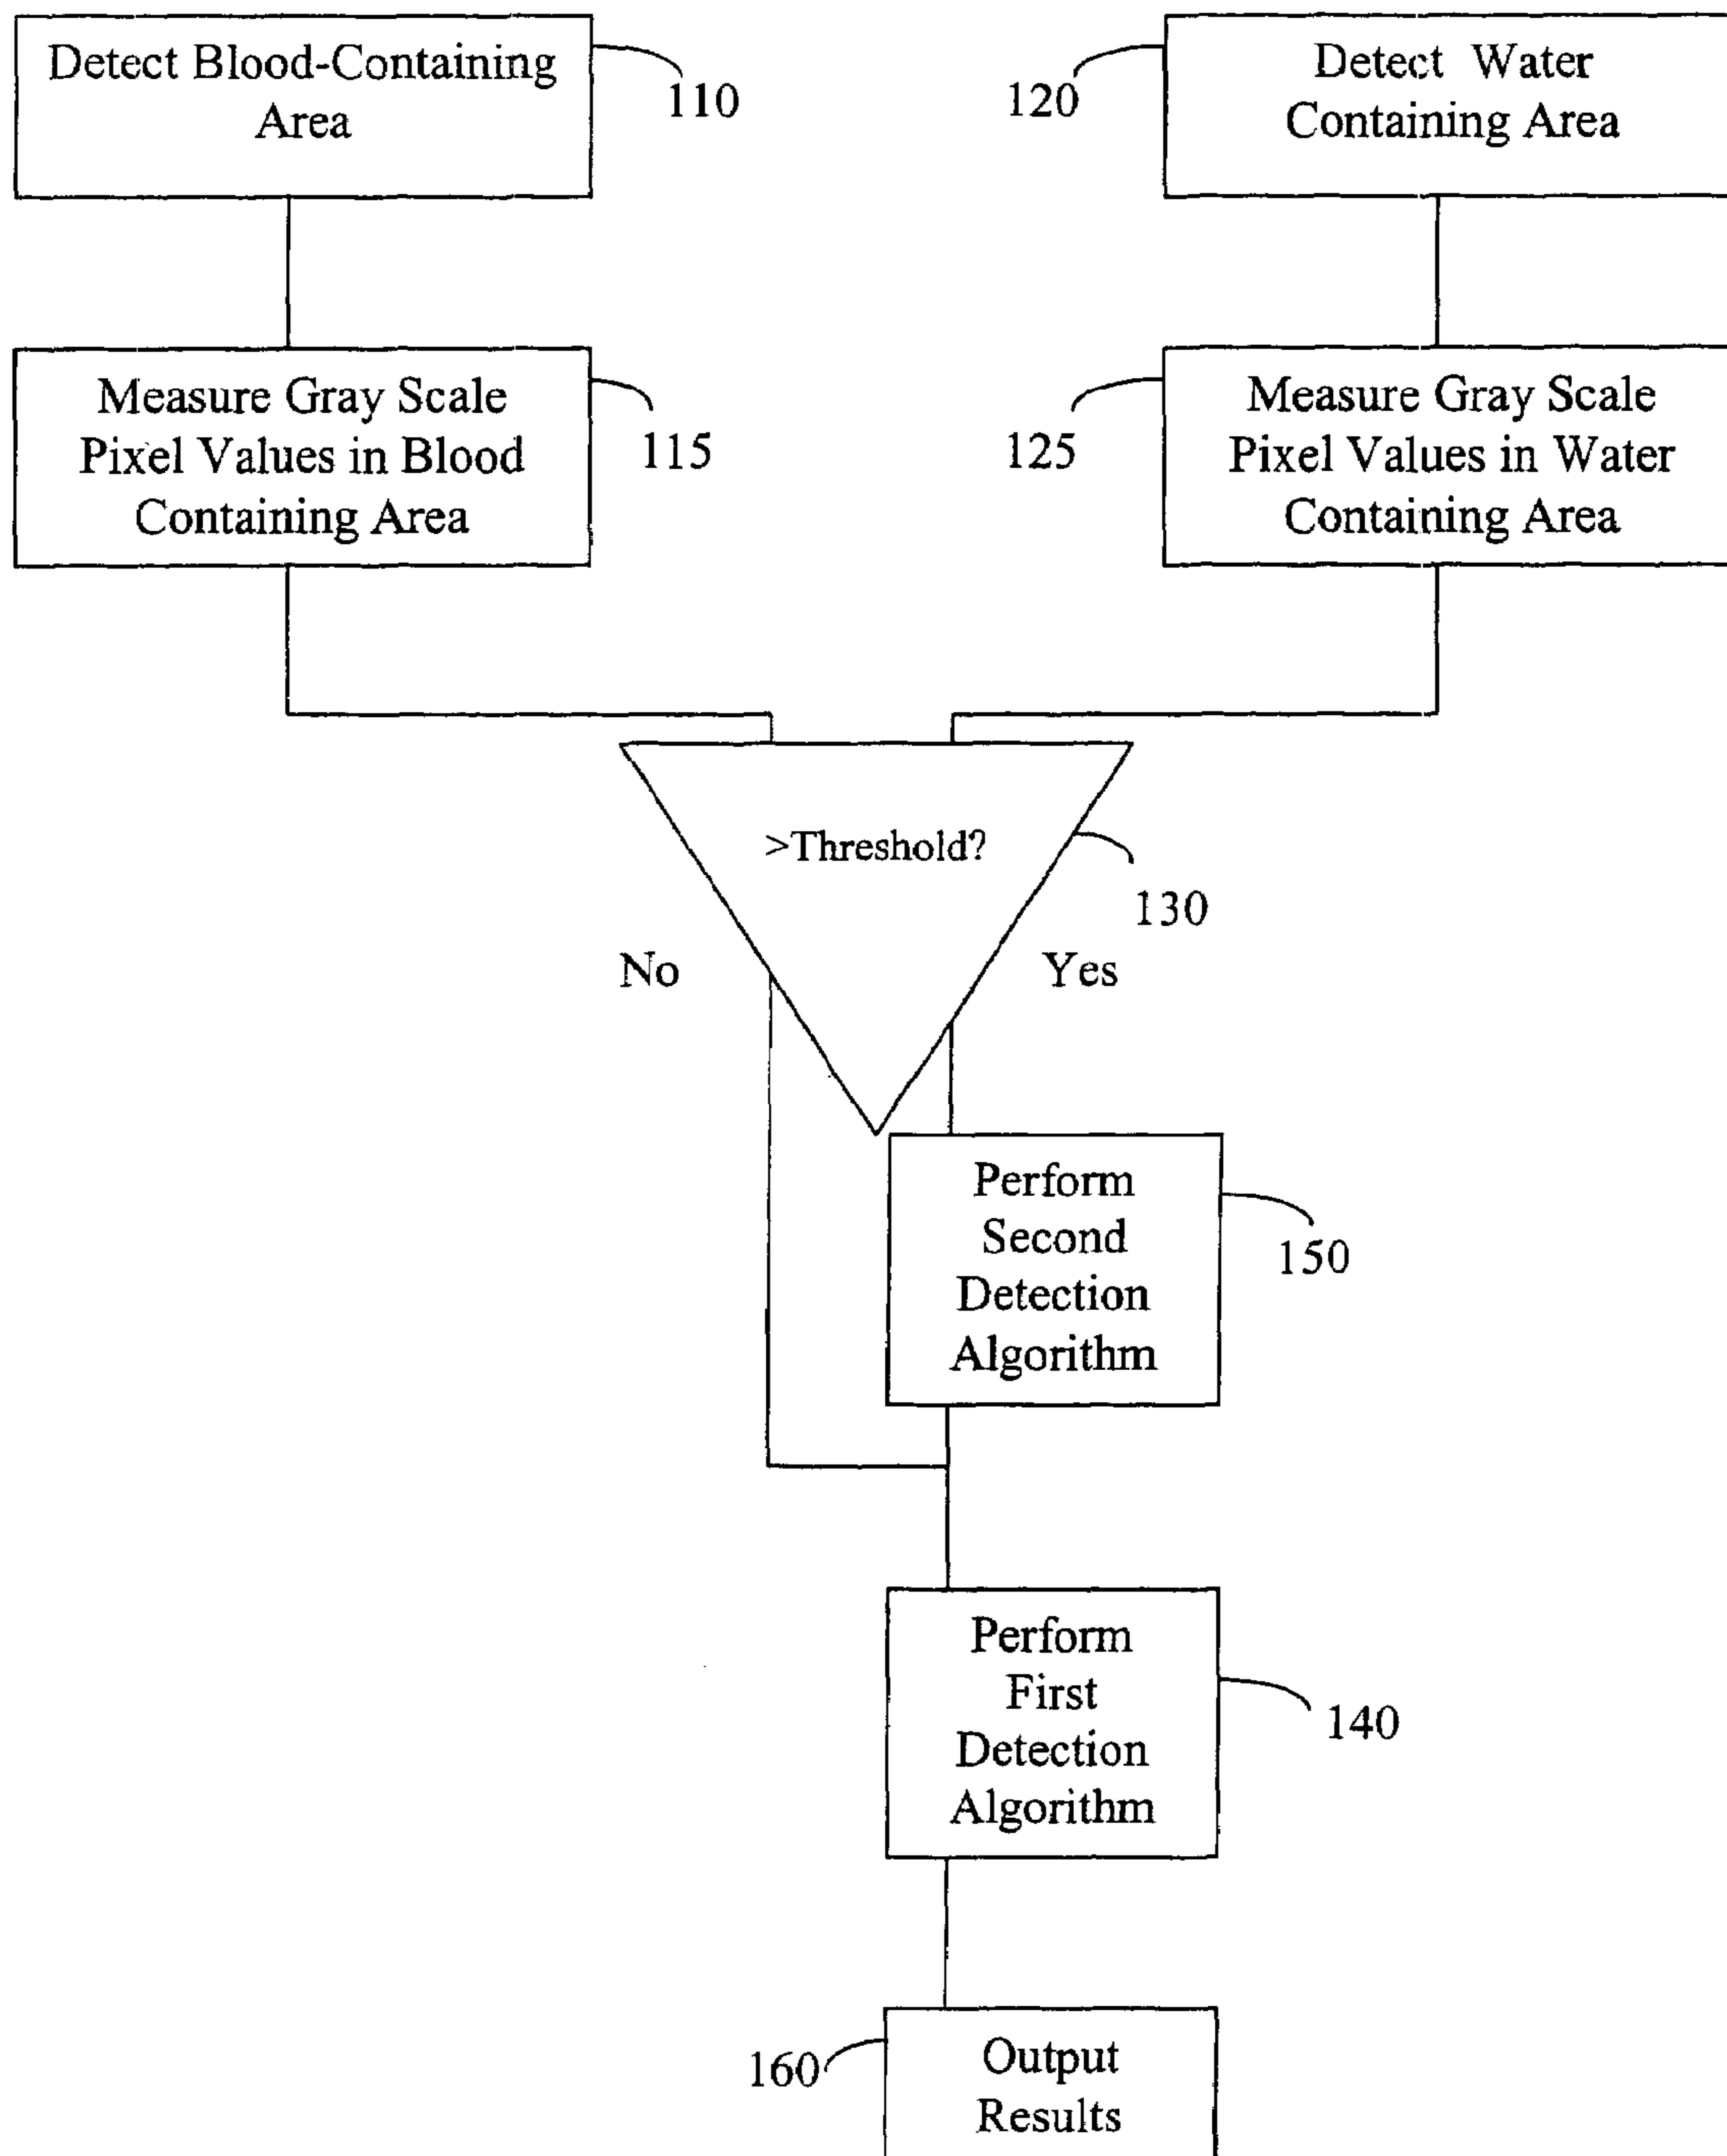 Detect Blood-Containing
Area
110
120
Detect Water
Containing Area
Measure Gray Scale
Pixel Values in Blood
Containing Area
115
125
Measure Gray Scale
Pixel Values in Water
Containing Area
>Threshold?
130
No
Yes
Perform
Second
Detection
Algorithm
150
Perform
First
Detection
Algorithm
140
160
Output
Results